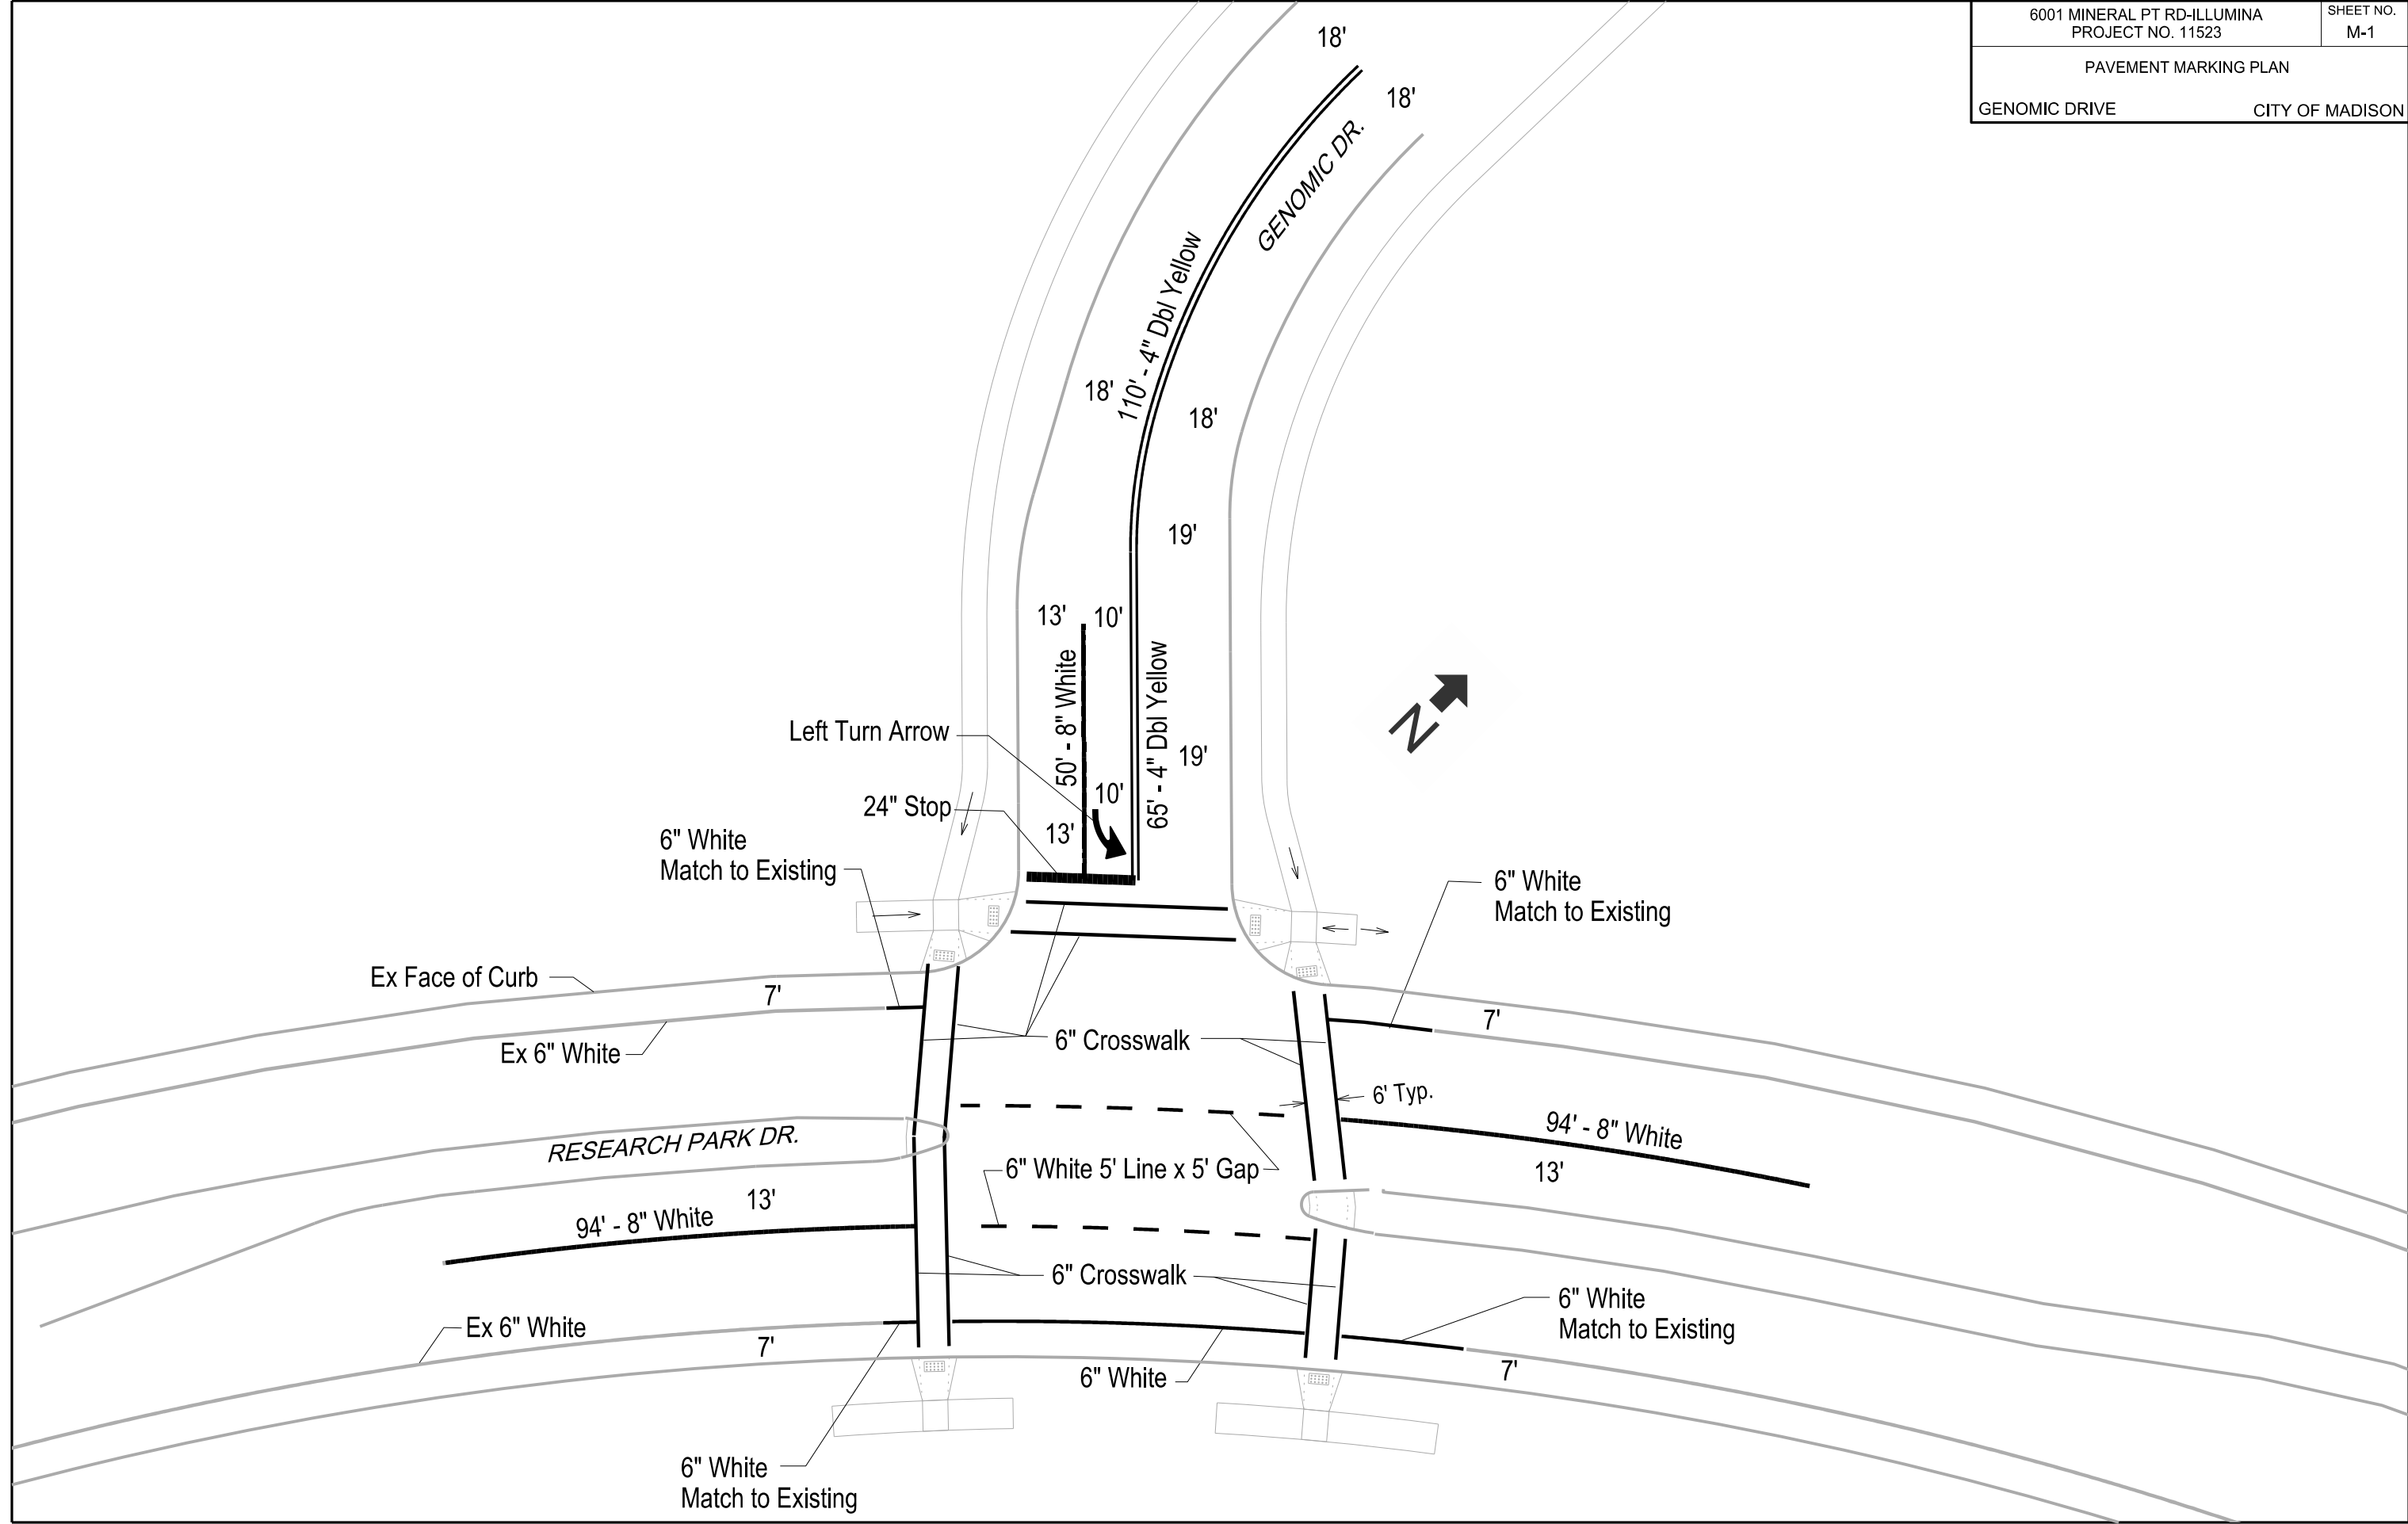 6001 MINERAL PT RD-ILLUMINA
PROJECT NO. 11523
SHEET NO.
M-1
PAVEMENT MARKING PLAN
GENOMIC DRIVE
CITY OF MADISON
18'
18'
GENOMIC DR.
110' - 4" Dbl Yellow
18'
18'
19'
13'
10'
50' - 8" White
65' - 4" Dbl Yellow
N
Left Turn Arrow
19'
10'
24" Stop
13'
6" White
Match to Existing
6" White
Match to Existing
Ex Face of Curb
7'
7'
Ex 6" White
6" Crosswalk
6' Typ.
RESEARCH PARK DR.
94' - 8" White
6" White 5' Line x 5' Gap
13'
13'
94' - 8" White
6" Crosswalk
6" White
Match to Existing
Ex 6" White
7'
6" White
7'
6" White
Match to Existing